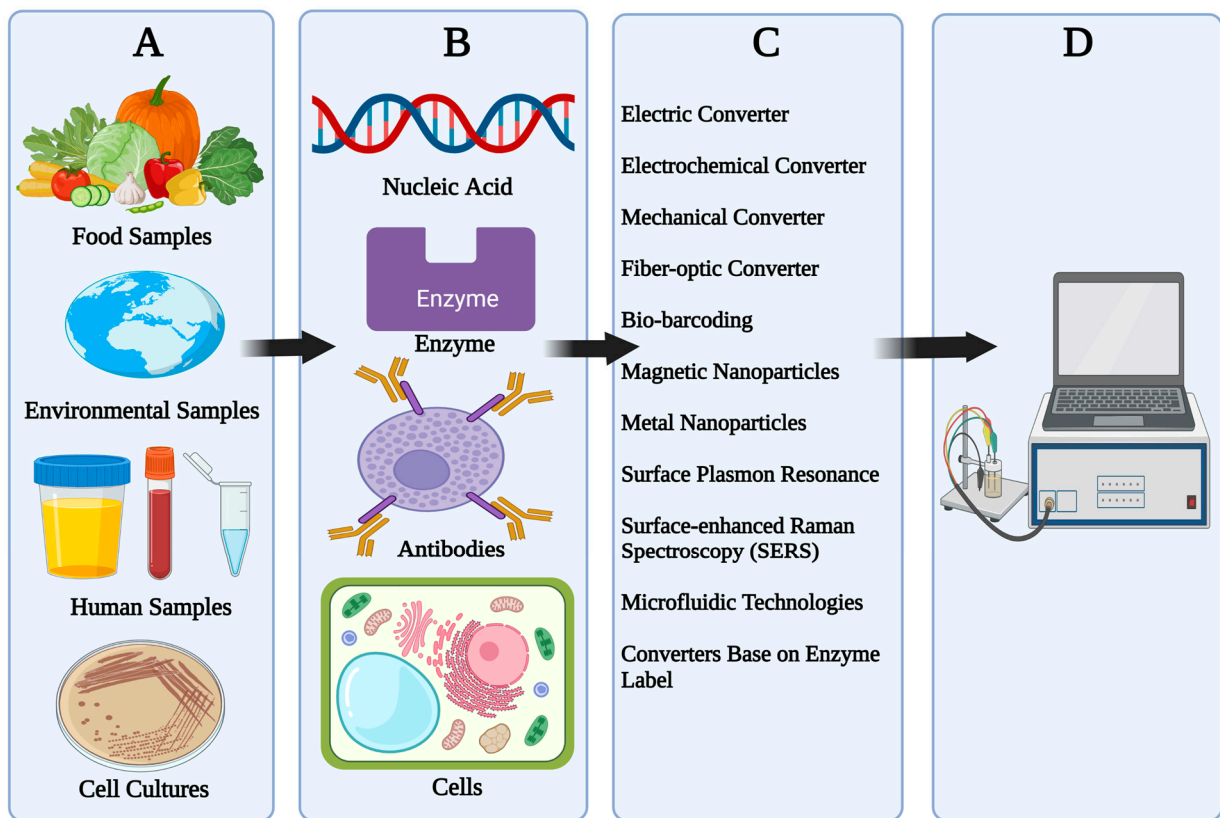 A
Food Samples
Environmental Samples
Human Samples
Cell Cultures
B
Nucleic Acid
Enzyme
Enzyme
Antibodies
Cells
C
Electric Converter
Electrochemical Converter
Mechanical Converter
Fiber-optic Converter
Bio-barcoding
Magnetic Nanoparticles
Metal Nanoparticles
Surface Plasmon Resonance
Surface-enhanced Raman
Spectroscopy (SERS)
Microfluidic Technologies
Converters Base on Enzyme
Label
D